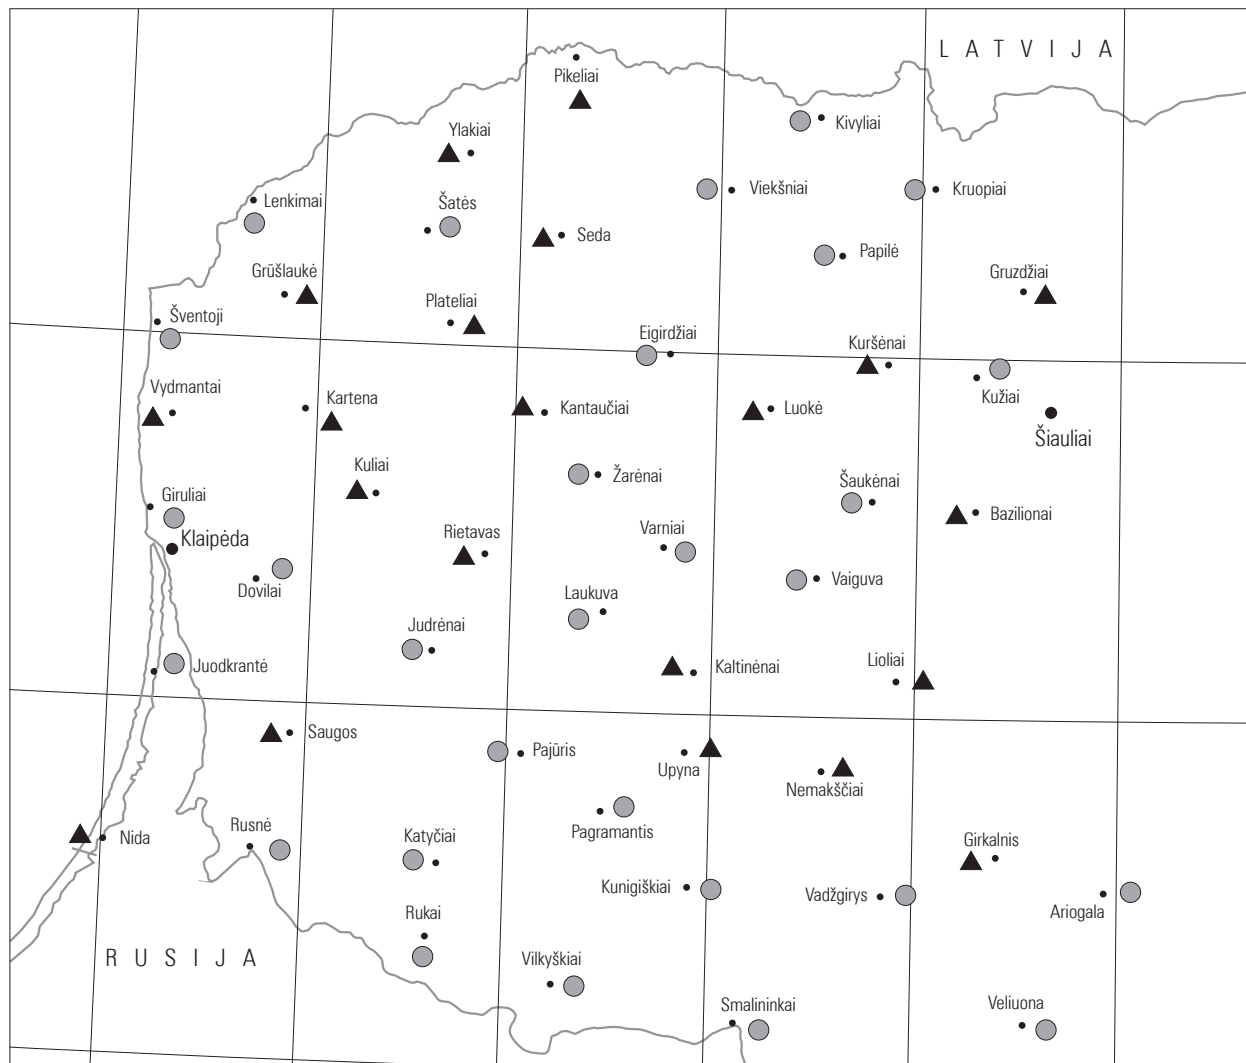 LATVIJA
Pikeliai
Kivyliai
Ylakiai
Viekšniai
Kruopiai
Lenkimai
Šatės
Seda
Papilė
Grūšlaukė
Gruzdžiai
Plateliai
Šventoji
Eigirdžiai
Kuršėnai
Vydmantai
Kartena
Kantaučiai
Luokė
Kužiai
Šiauliai
Kuliai
Žarėnai
Šaukėnai
Giruliai
Bazilionai
Klaipėda
Rietavas
Varniai
Dovilai
Vaiguva
Laukuva
Judrėnai
Juodkrantė
Kaltinėnai
Lioliai
Saugos
Pajūris
Upyna
Nemakščiai
Nida
Rusnė
Katyčiai
Pagramantis
Girkalnis
Kunigiškiai
Vadžgirys
Ariogala
Rukai
RUSIJA
Vilkyškiai
Smalininkai
Veliuona